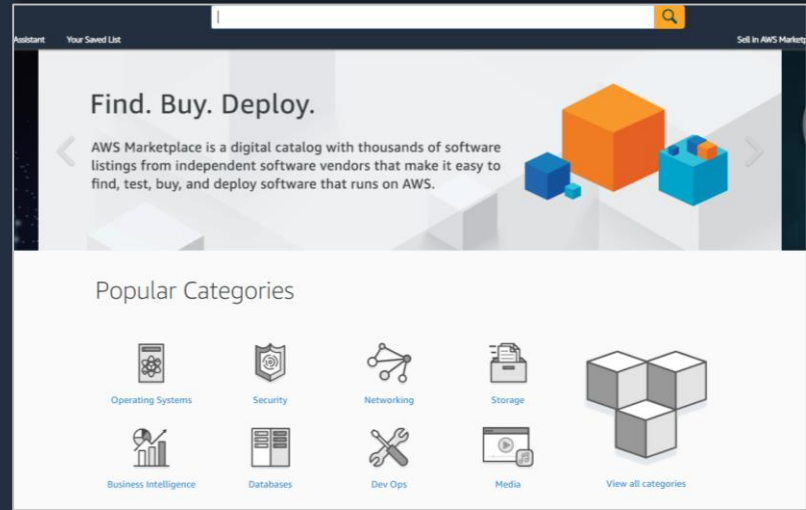 Assistant Your Saved List Sell in AWS
Find. Buy. Deploy.
AWS Marketplace is a digital catalog with thousands of software
listings from independent software vendors that make it easy to
find, test, buy, and deploy software that runs on AWS.
Popular Categories
Operating Systems Security Networking Storage
Business Intelligence Databases Dev Ops Media View all categories